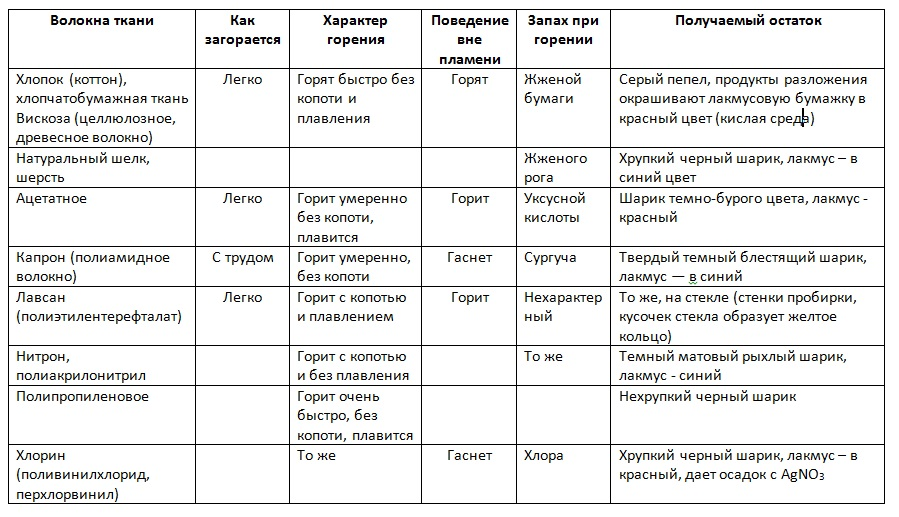 Волокна ткани
Как загорается
Характер горения
Поведение вне пламени
Запах при горении
Получаемый остаток
Хлопок (коттон),
хлопчатобумажная ткань
Вискоза (целлюлозное,
древесное волокно)
Легко
Горят быстро без
копоти и
плавления
Горят
Жженой
бумаги
Серый пепел, продукты разложения
окрашивают лакмусовую бумажку в
красный цвет (кислая среда)
Натуральный шелк,
шерсть
Жженого
рога
Хрупкий черный шарик, лакмус – в
синий цвет
Ацетатное
Легко
Горит умеренно
без копоти,
плавится
Горит
Уксусной
кислоты
Шарик темно-бурого цвета, лакмус -
красный
Капрон (полиамидное
волокно)
С трудом
Горит умеренно,
без копоти
Гаснет
Сургуча
Твердый темный блестящий шарик,
лакмус — в синий
Лавсан
(полиэтилентерефталат)
Легко
Горит с копотью
и плавлением
Горит
Нехарактер
ный
То же, на стекле (стенки пробирки,
кусочек стекла образует желтое
кольцо)
Нитрон,
полиакрилонитрил
Горит с копотью
и без плавления
То же
Темный матовый рыхлый шарик,
лакмус - синий
Полипропиленовое
Горит очень
быстро, без
копоти, плавится
Нехрупкий черный шарик
Хлорин
(поливинилхлорид,
перхлорвинил)
То же
Гаснет
Хлора
Хрупкий черный шарик, лакмус – в
красный, дает осадок с AgNO₃